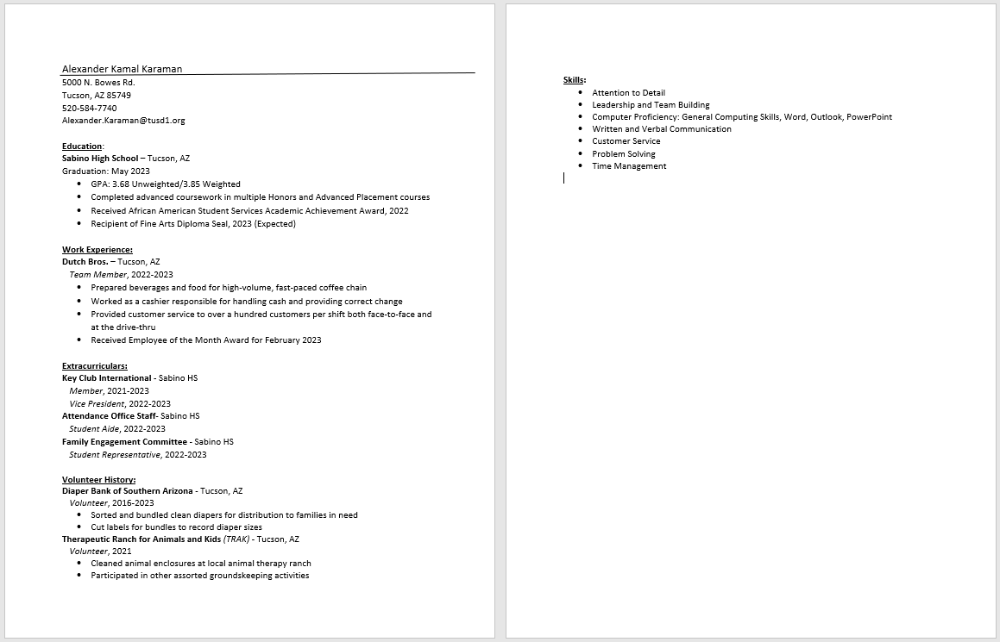 Alexander Kamal Karaman
5000 N. Bowes Rd.
Tucson, AZ 85749
520-584-7740
Alexander.Karaman@tusd1.org
Education:
Sabino High School – Tucson, AZ
Graduation: May 2023
• GPA: 3.68 Unweighted/3.85 Weighted
• Completed advanced coursework in multiple Honors and Advanced Placement courses
• Received African American Student Services Academic Achievement Award, 2022
• Recipient of Fine Arts Diploma Seal, 2023 (Expected)
Work Experience:
Dutch Bros. – Tucson, AZ
Team Member, 2022-2023
• Prepared beverages and food for high-volume, fast-paced coffee chain
• Worked as a cashier responsible for handling cash and providing correct change
• Provided customer service to over a hundred customers per shift both face-to-face and
at the drive-thru
• Received Employee of the Month Award for February 2023
Extracurriculars:
Key Club International - Sabino HS
Member, 2021-2023
Vice President, 2022-2023
Attendance Office Staff- Sabino HS
Student Aide, 2022-2023
Family Engagement Committee - Sabino HS
Student Representative, 2022-2023
Volunteer History:
Diaper Bank of Southern Arizona - Tucson, AZ
Volunteer, 2016-2023
• Sorted and bundled clean diapers for distribution to families in need
• Cut labels for bundles to record diaper sizes
Therapeutic Ranch for Animals and Kids (TRAK) - Tucson, AZ
Volunteer, 2021
• Cleaned animal enclosures at local animal therapy ranch
• Participated in other assorted groundskeeping activities
Skills:
• Attention to Detail
• Leadership and Team Building
• Computer Proficiency: General Computing Skills, Word, Outlook, PowerPoint
• Written and Verbal Communication
• Customer Service
• Problem Solving
• Time Management